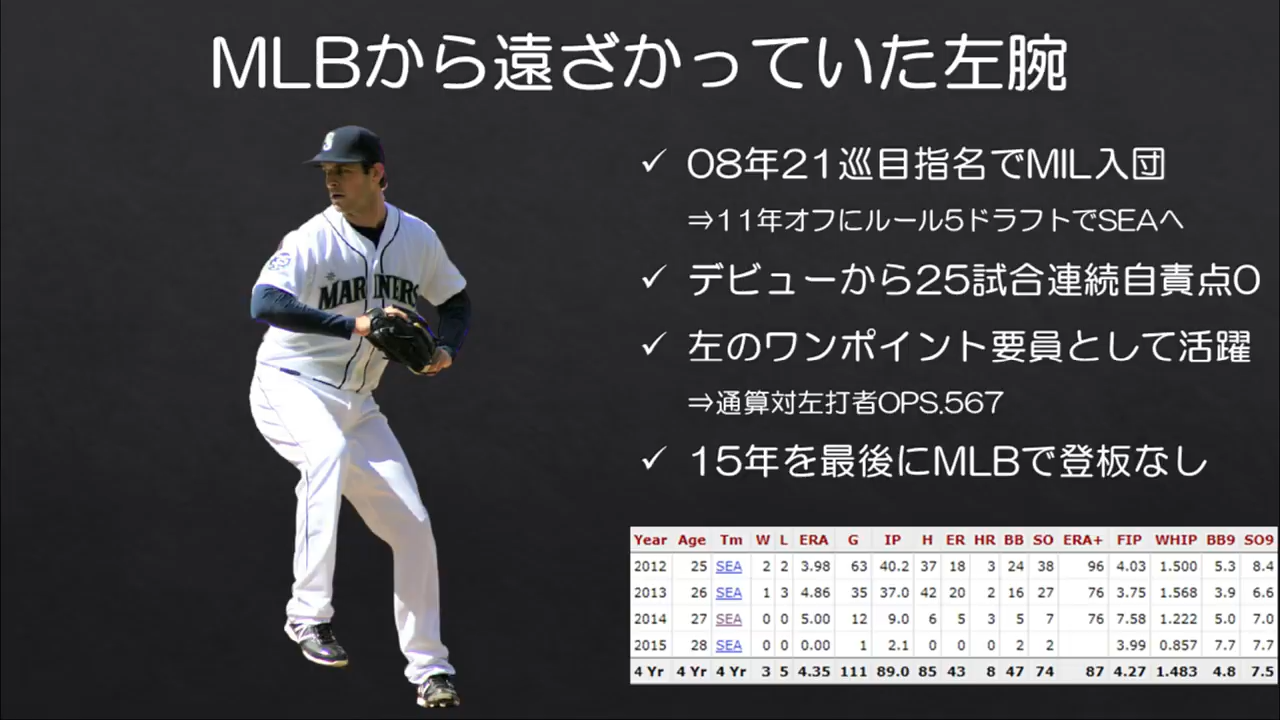 MLBから遠ざかっていた左腕
✓ 08年21巡目指名でMIL入団
⇒11年オフにルール5ドラフトでSEAへ
✓ デビューから25試合連続自責点0
✓ 左のワンポイント要員として活躍
⇒通算対左打者OPS.567
✓ 15年を最後にMLBで登板なし
MARINERS
Year Age Tm W L ERA G IP H ER HR BB SO ERA+ FIP WHIP BB9 SO9
2012 25 SEA 2 2 3.98 63 40.2 37 18 3 24 38 96 4.03 1.500 5.3 8.4
2013 26 SEA 1 3 4.86 35 37.0 42 20 2 16 27 76 3.75 1.568 3.9 6.6
2014 27 SEA 0 0 5.00 12 9.0 6 5 3 5 7 76 7.58 1.222 5.0 7.0
2015 28 SEA 0 0 0.00 1 2.1 0 0 0 2 2 3.99 0.857 7.7 7.7
4 Yr 4 Yr 4 Yr 3 5 4.35 111 89.0 85 43 8 47 74 87 4.27 1.483 4.8 7.5